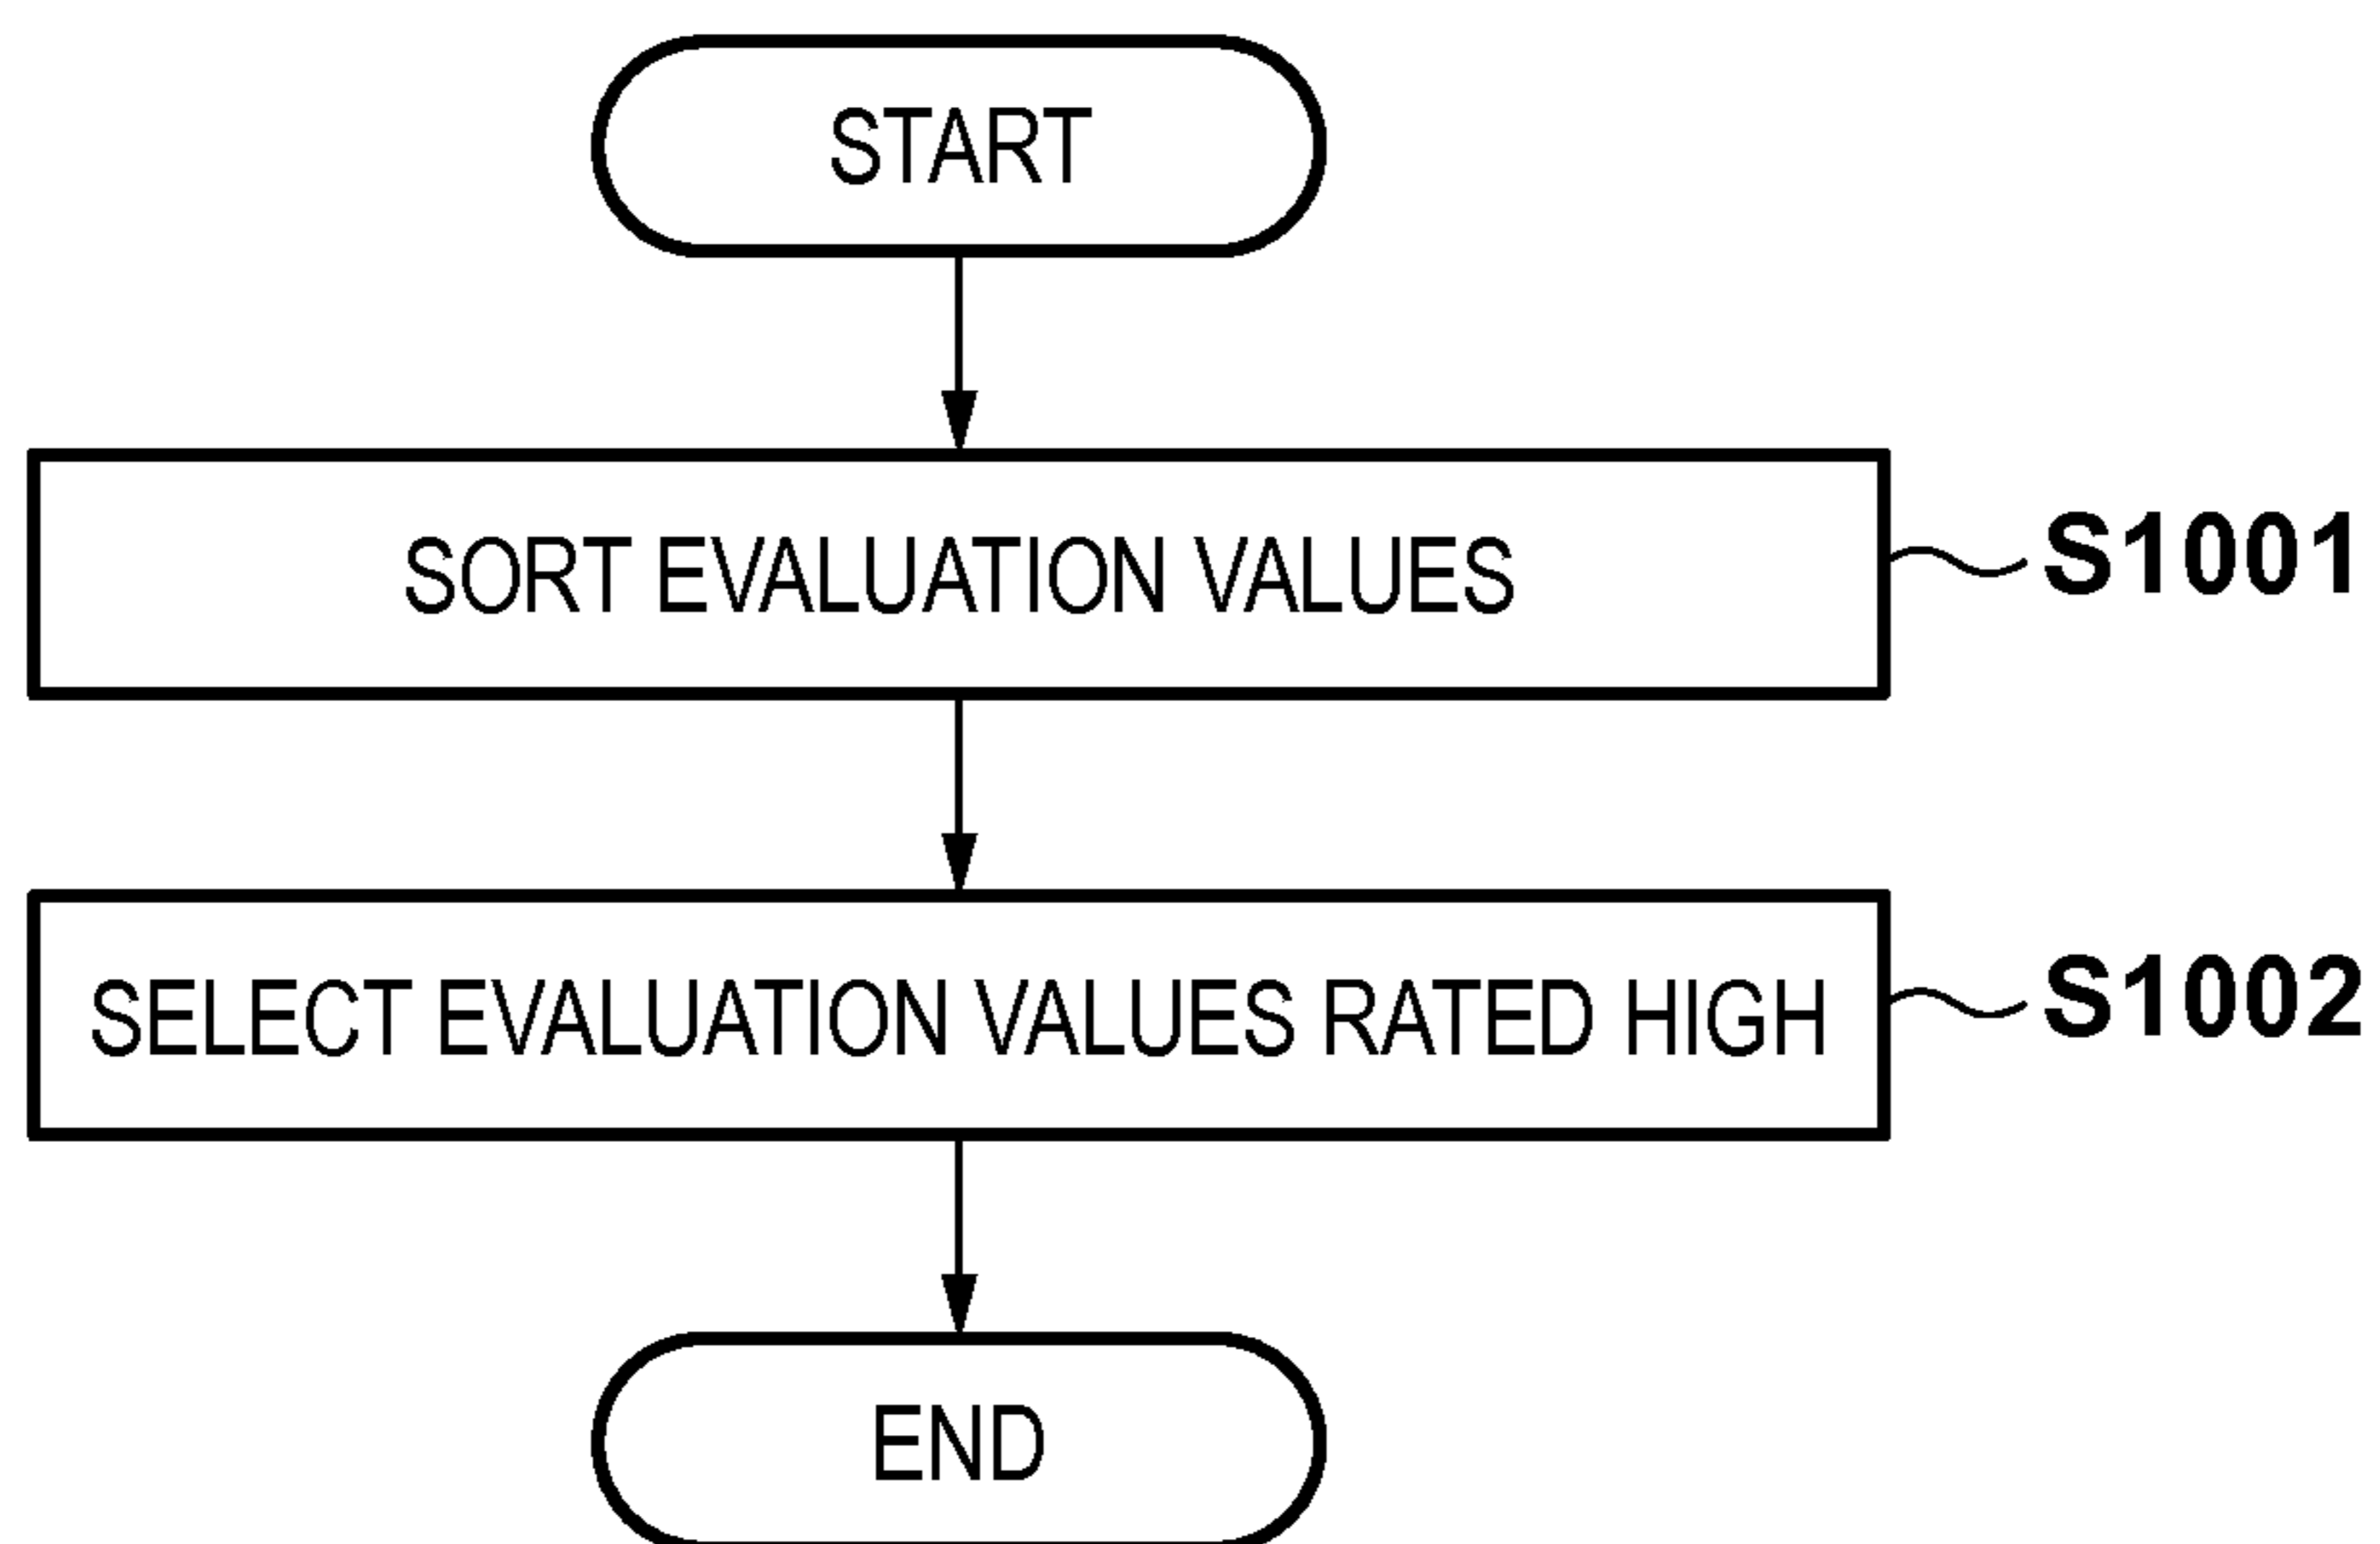 START
SORT EVALUATION VALUES
S1001
SELECT EVALUATION VALUES RATED HIGH
S1002
END